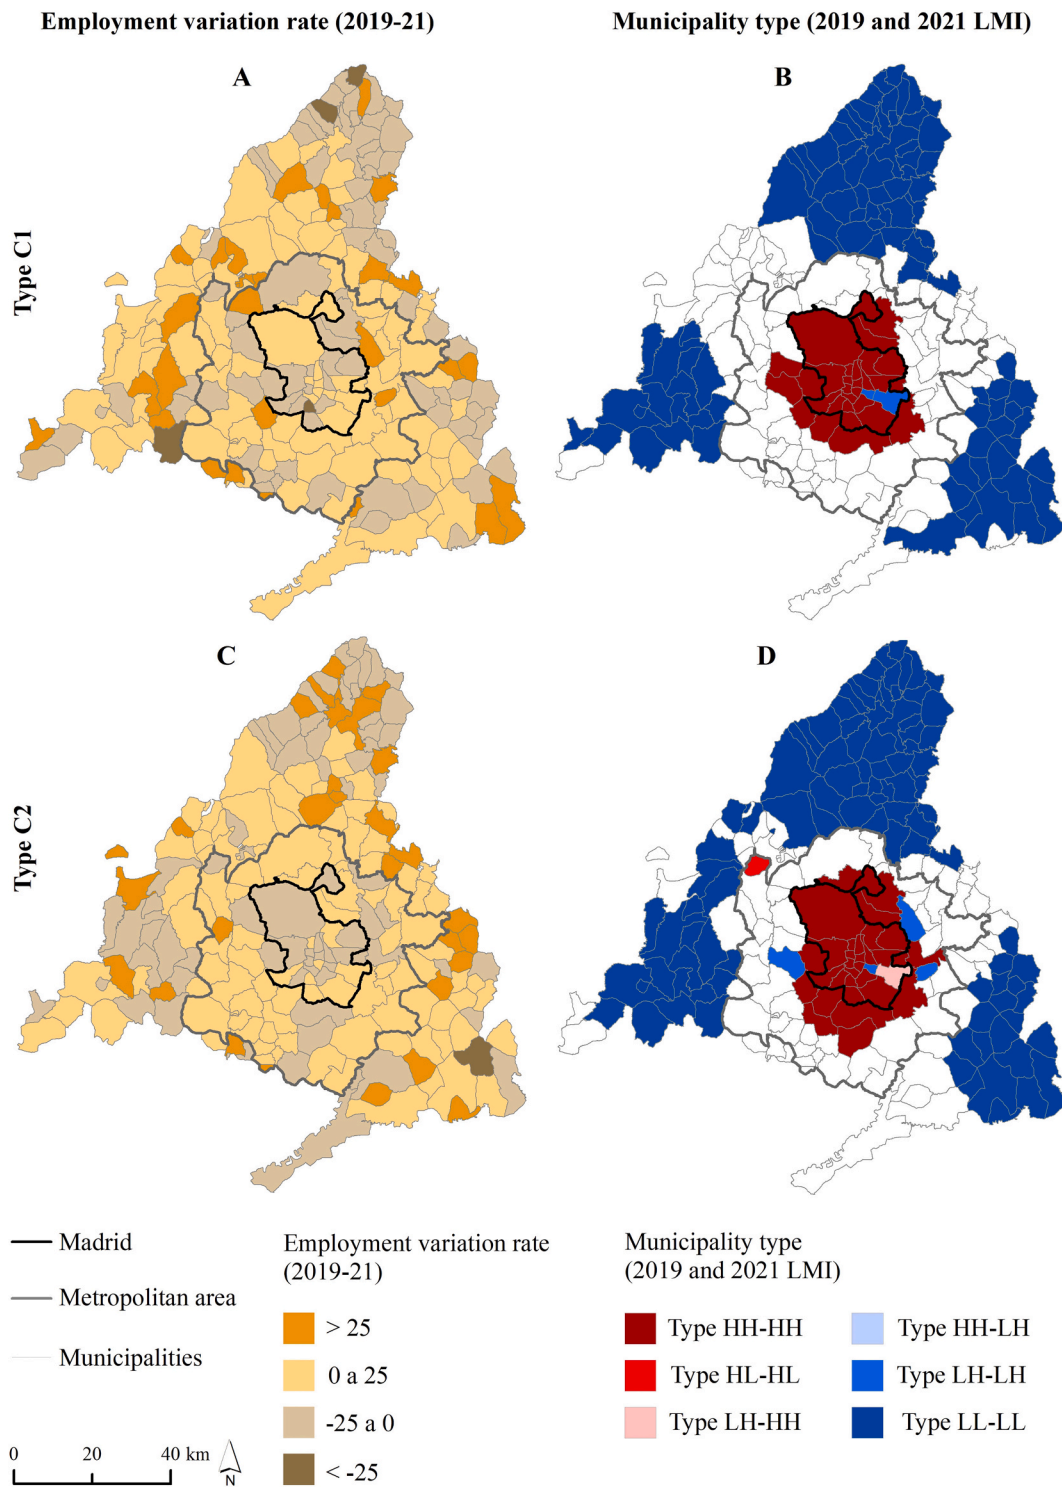 Employment variation rate (2019-21)
Municipality type (2019 and 2021 LMI)
A
B
Type C1
C
D
Type C2
Madrid
Metropolitan area
Municipalities
0 20 40 km
N
Employment variation rate
(2019-21)
> 25
0 a 25
-25 a 0
< -25
Municipality type
(2019 and 2021 LMI)
Type HH-HH
Type HL-HL
Type LH-HH
Type HH-LH
Type LH-LH
Type LL-LL